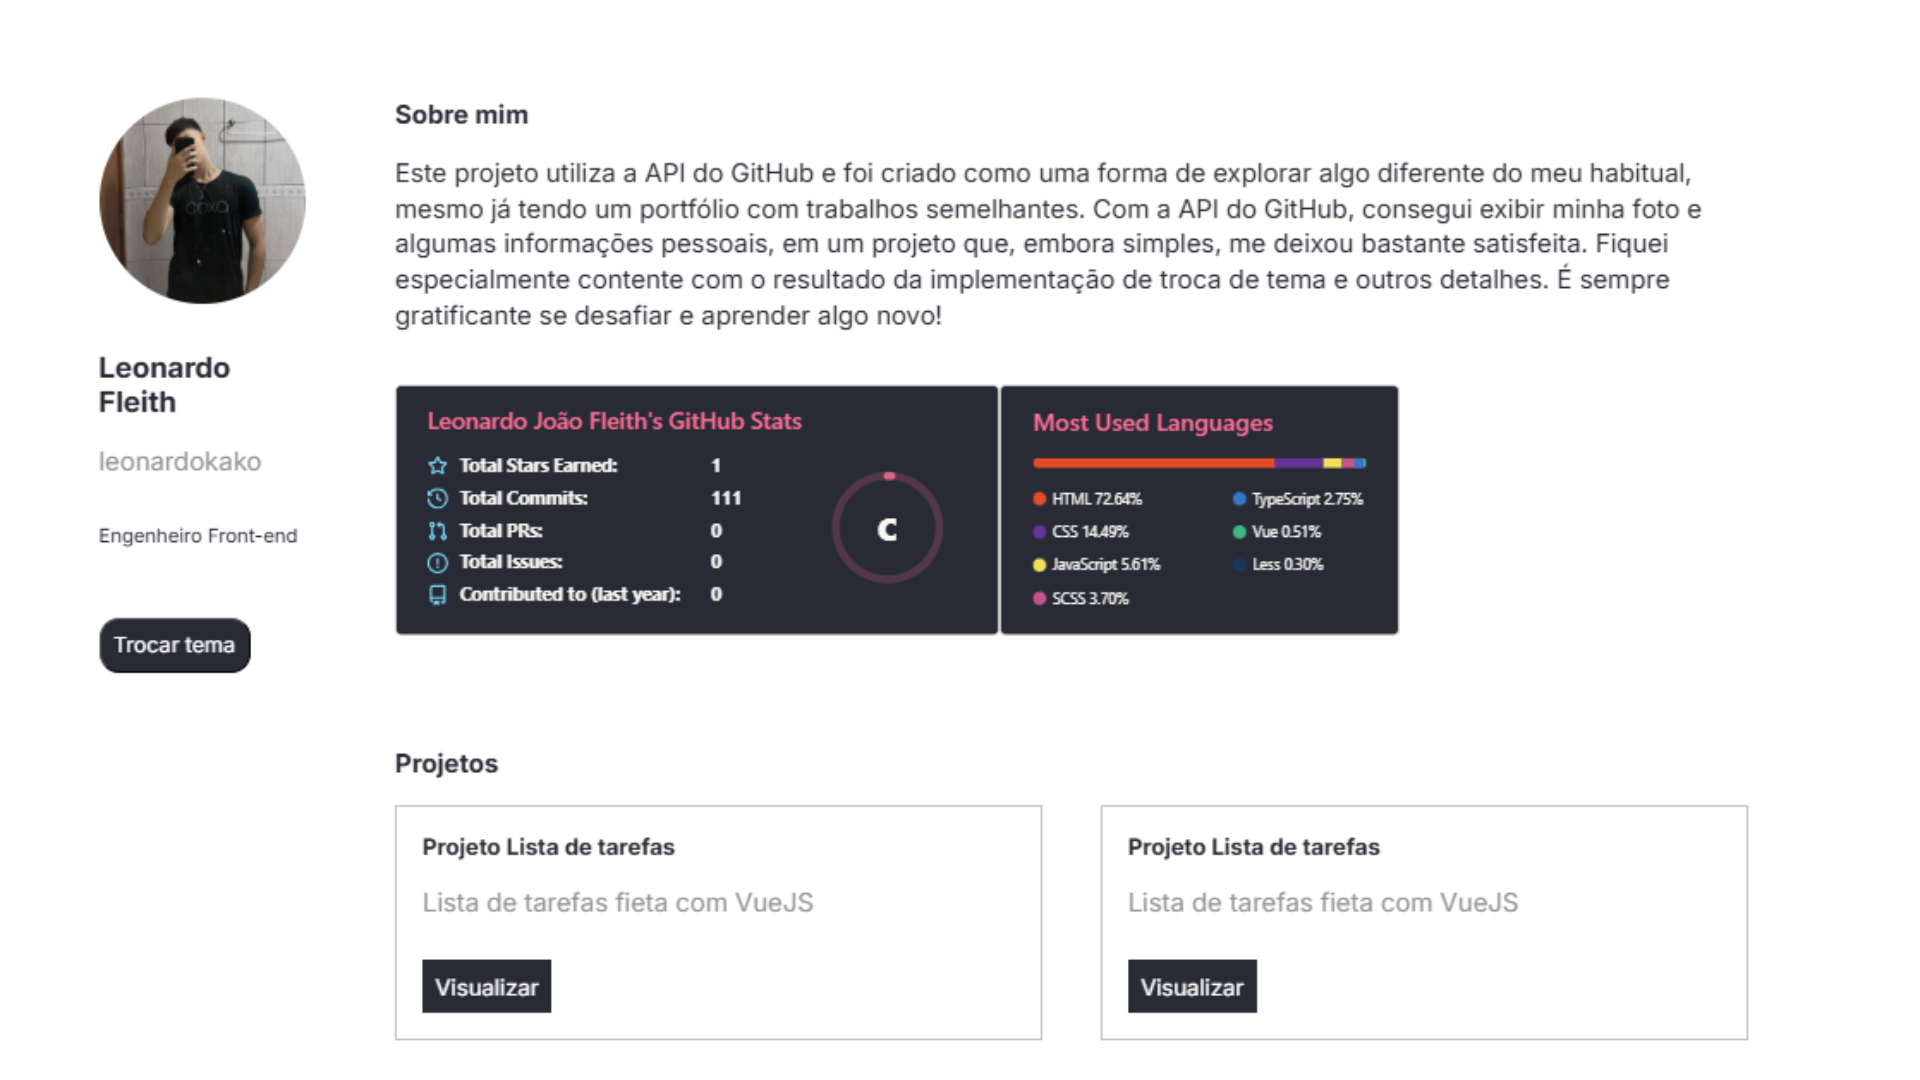 Sobre mim
Este projeto utiliza a API do GitHub e foi criado como uma forma de explorar algo diferente do meu habitual,
mesmo já tendo um portfólio com trabalhos semelhantes. Com a API do GitHub, consegui exibir minha foto e
algumas informações pessoais, em um projeto que, embora simples, me deixou bastante satisfeita. Fiquei
especialmente contente com o resultado da implementação de troca de tema e outros detalhes. É sempre
gratificante se desafiar e aprender algo novo!
coxa
Leonardo
Fleith
leonardokako
Engenheiro Front-end
Trocar tema
Leonardo João Fleith's GitHub Stats
Total Stars Earned: 1
Total Commits: 111
Total PRs: 0
Total Issues: 0
Contributed to (last year): 0
C
Most Used Languages
HTML 72.64%
CSS 14.49%
JavaScript 5.61%
SCSS 3.70%
TypeScript 2.75%
Vue 0.51%
Less 0.30%
Projetos
Projeto Lista de tarefas
Lista de tarefas fieta com VueJS
Visualizar
Projeto Lista de tarefas
Lista de tarefas fieta com VueJS
Visualizar